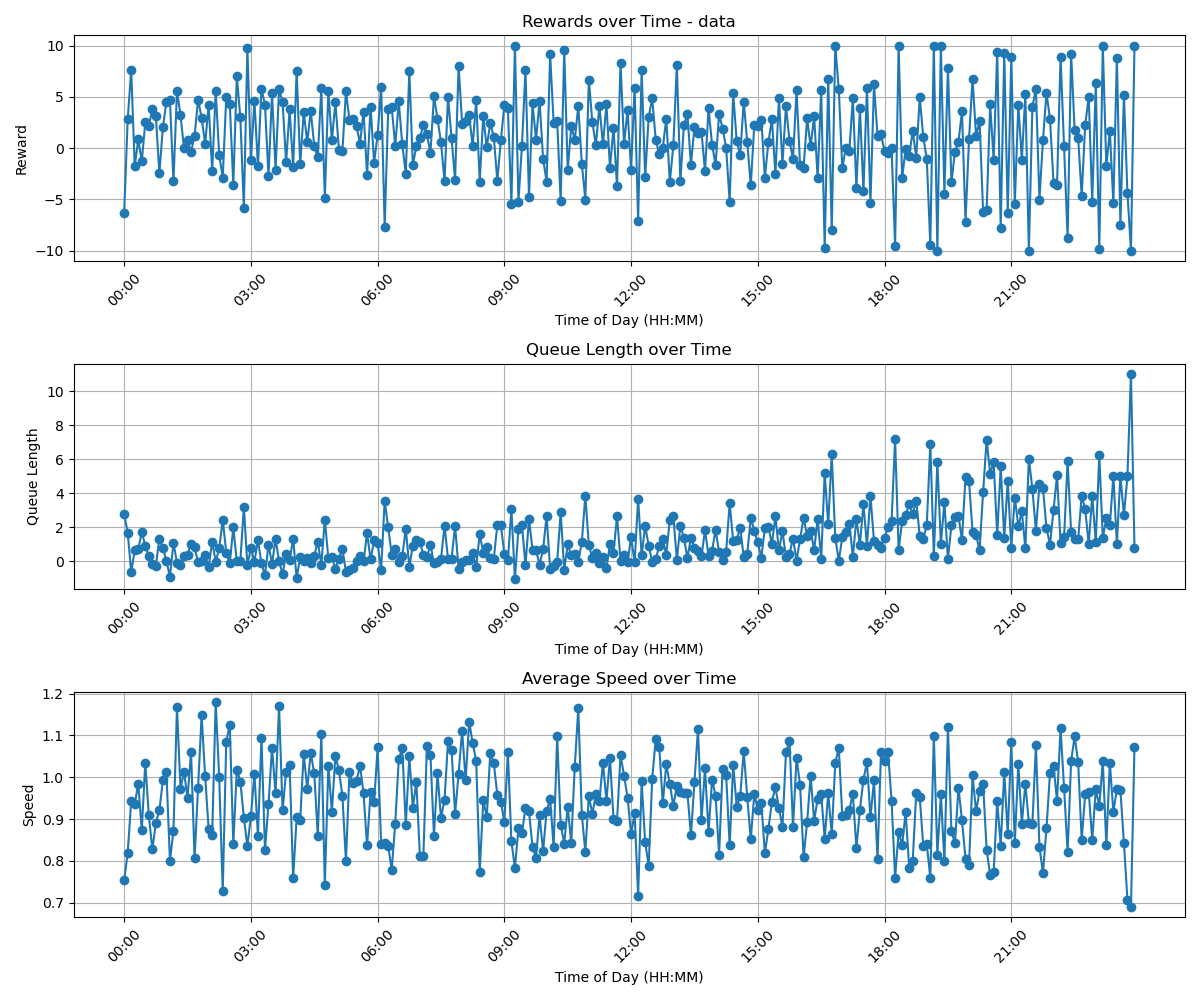 Rewards over Time - data
10
5
0
−5
−10
Reward
00:00 03:00 06:00 09:00 12:00 15:00 18:00 21:00
Time of Day (HH:MM)
Queue Length over Time
10
8
6
4
2
0
Queue Length
00:00 03:00 06:00 09:00 12:00 15:00 18:00 21:00
Time of Day (HH:MM)
Average Speed over Time
1.2
1.1
1.0
0.9
0.8
0.7
Speed
00:00 03:00 06:00 09:00 12:00 15:00 18:00 21:00
Time of Day (HH:MM)